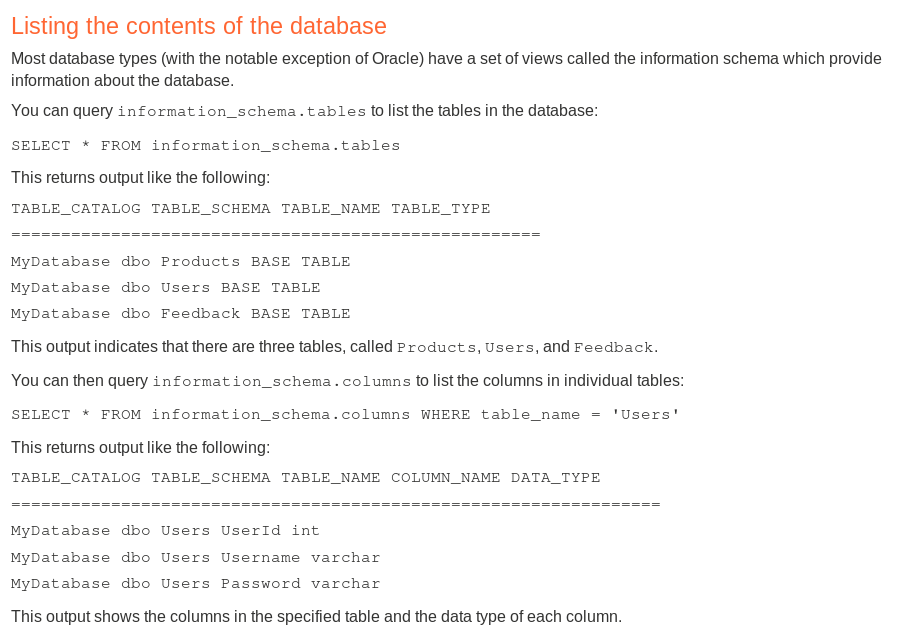 Listing the contents of the database
Most database types (with the notable exception of Oracle) have a set of views called the information schema which provide
information about the database.
You can query information_schema.tables to list the tables in the database:
SELECT * FROM information_schema.tables
This returns output like the following:
TABLE_CATALOG TABLE_SCHEMA TABLE_NAME TABLE_TYPE
=====================================================
MyDatabase dbo Products BASE TABLE
MyDatabase dbo Users BASE TABLE
MyDatabase dbo Feedback BASE TABLE
This output indicates that there are three tables, called Products, Users, and Feedback.
You can then query information_schema.columns to list the columns in individual tables:
SELECT * FROM information_schema.columns WHERE table_name = 'Users'
This returns output like the following:
TABLE_CATALOG TABLE_SCHEMA TABLE_NAME COLUMN_NAME DATA_TYPE
=================================================================
MyDatabase dbo Users UserId int
MyDatabase dbo Users Username varchar
MyDatabase dbo Users Password varchar
This output shows the columns in the specified table and the data type of each column.